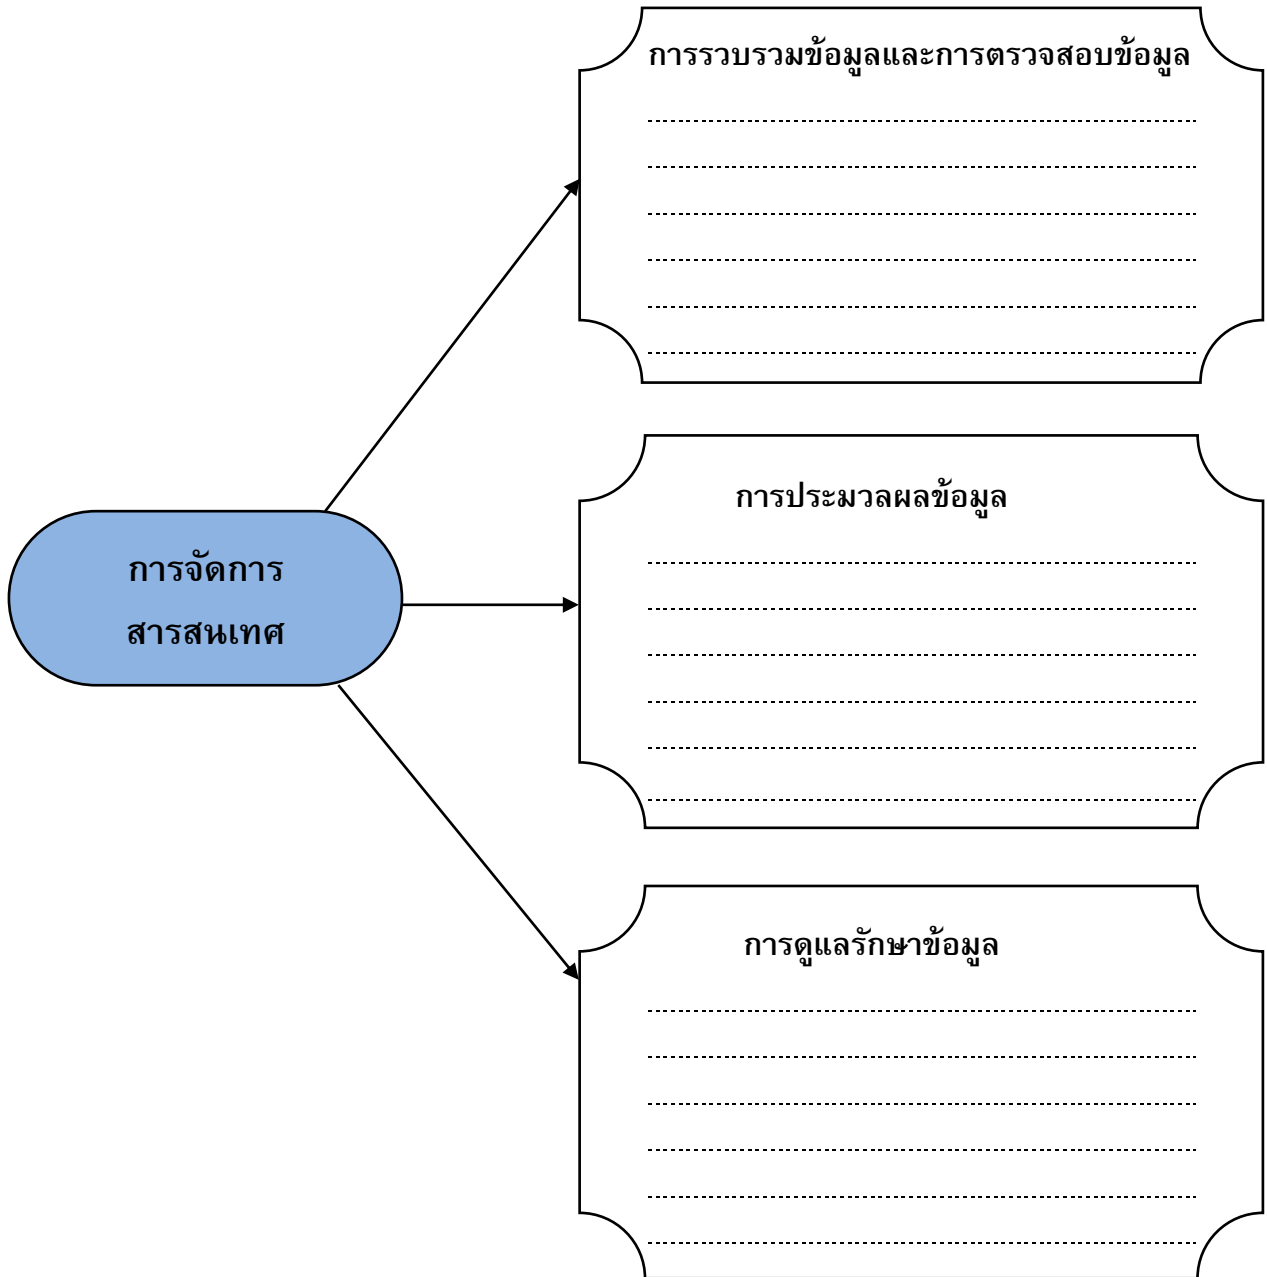 การรวบรวมข้อมูลและการตรวจสอบข้อมูล
การประมวลผลข้อมูล
การจัดการ
สารสนเทศ
การดูแลรักษาข้อมูล